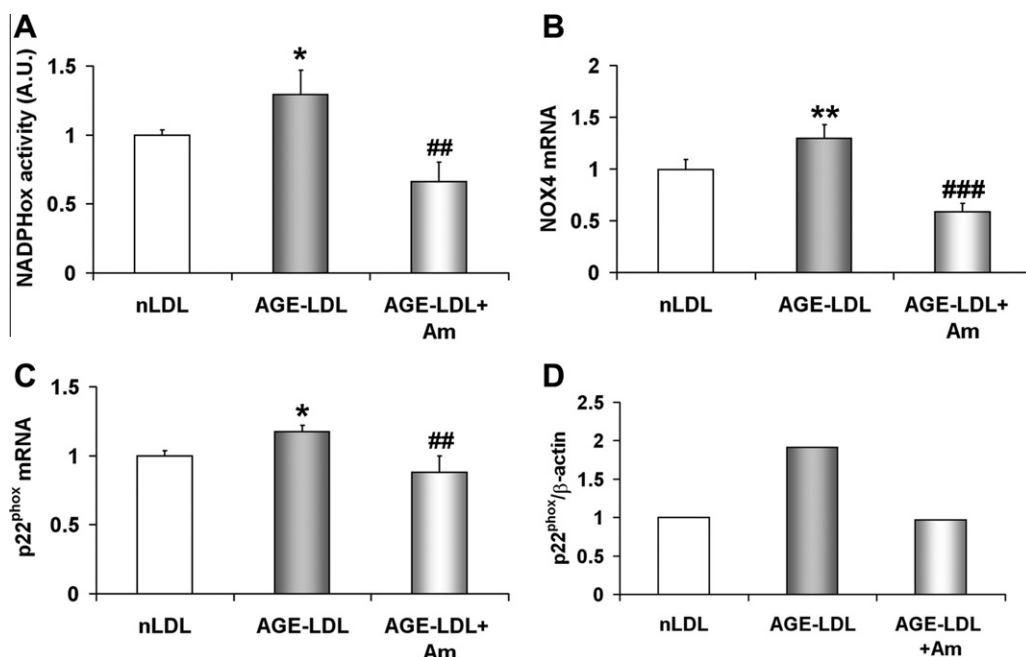 A
NADPHox activity (A.U.)
1.5
1
0.5
0
*
##
nLDL
AGE-LDL
AGE-LDL+
Am
B
NOX4 mRNA
2
1.5
1
0.5
0
**
###
nLDL
AGE-LDL
AGE-LDL+
Am
C
p22phox mRNA
1.5
1
0.5
0
*
##
nLDL
AGE-LDL
AGE-LDL+
Am
D
p22phox/β-actin
2.5
2
1.5
1
0.5
0
nLDL
AGE-LDL
AGE-LDL
+Am